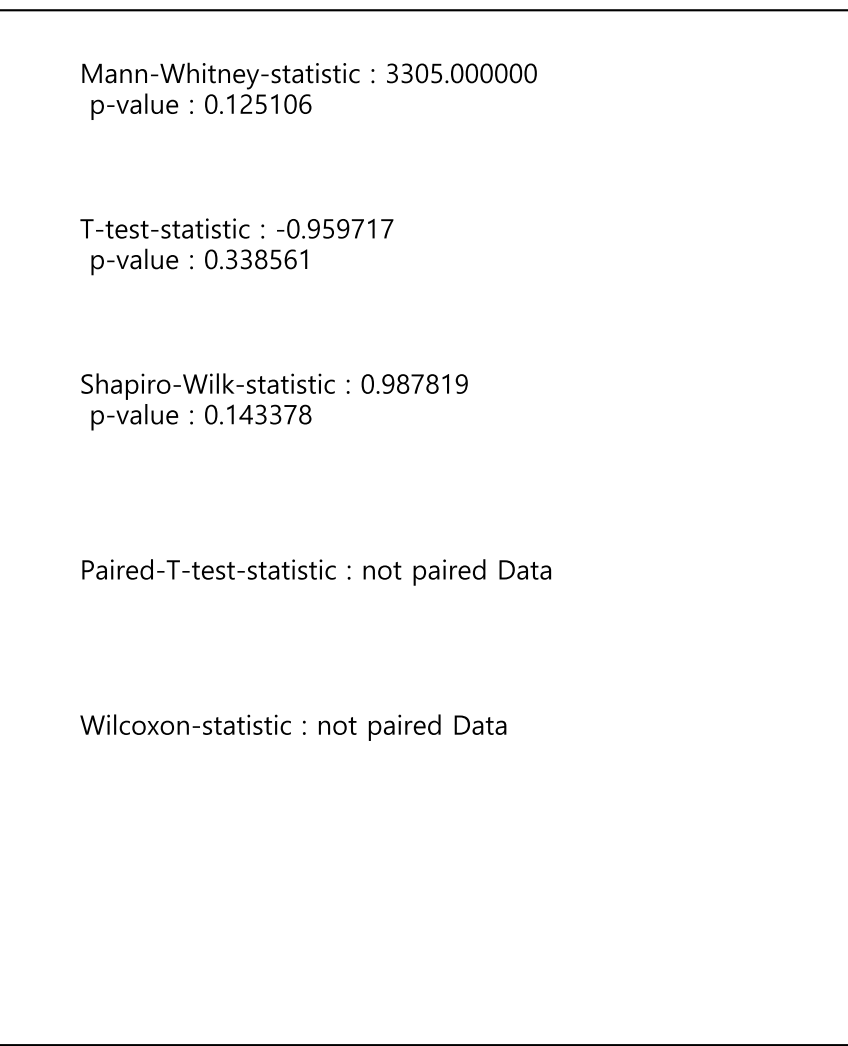 Mann-Whitney-statistic : 3305.000000
p-value : 0.125106
T-test-statistic : -0.959717
p-value : 0.338561
Shapiro-Wilk-statistic : 0.987819
p-value : 0.143378
Paired-T-test-statistic : not paired Data
Wilcoxon-statistic : not paired Data